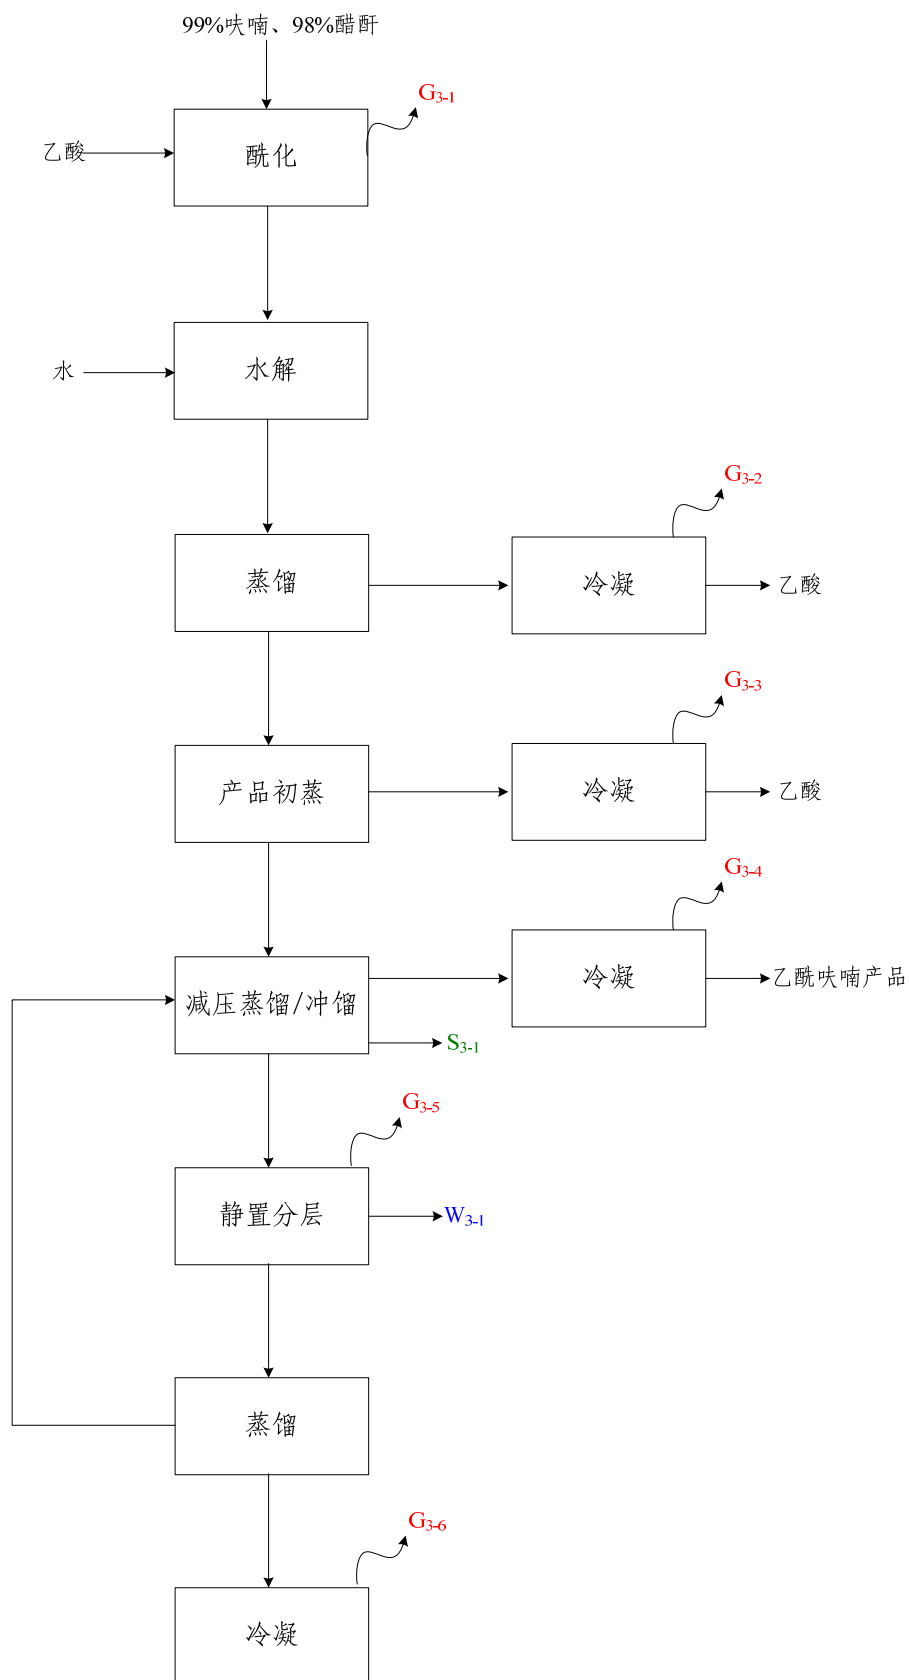 99%呋喃、98%醋酐
G3-1
乙酸
酰化
水
水解
G3-2
蒸馏
冷凝
乙酸
G3-3
产品初蒸
冷凝
乙酸
G3-4
减压蒸馏/冲馏
冷凝
乙酰呋喃产品
S3-1
G3-5
静置分层
W3-1
蒸馏
G3-6
冷凝